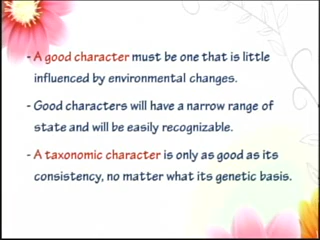 - A good character must be one that is little
influenced by environmental changes.
- Good characters will have a narrow range of
state and will be easily recognizable.
- A taxonomic character is only as good as its
consistency, no matter what its genetic basis.